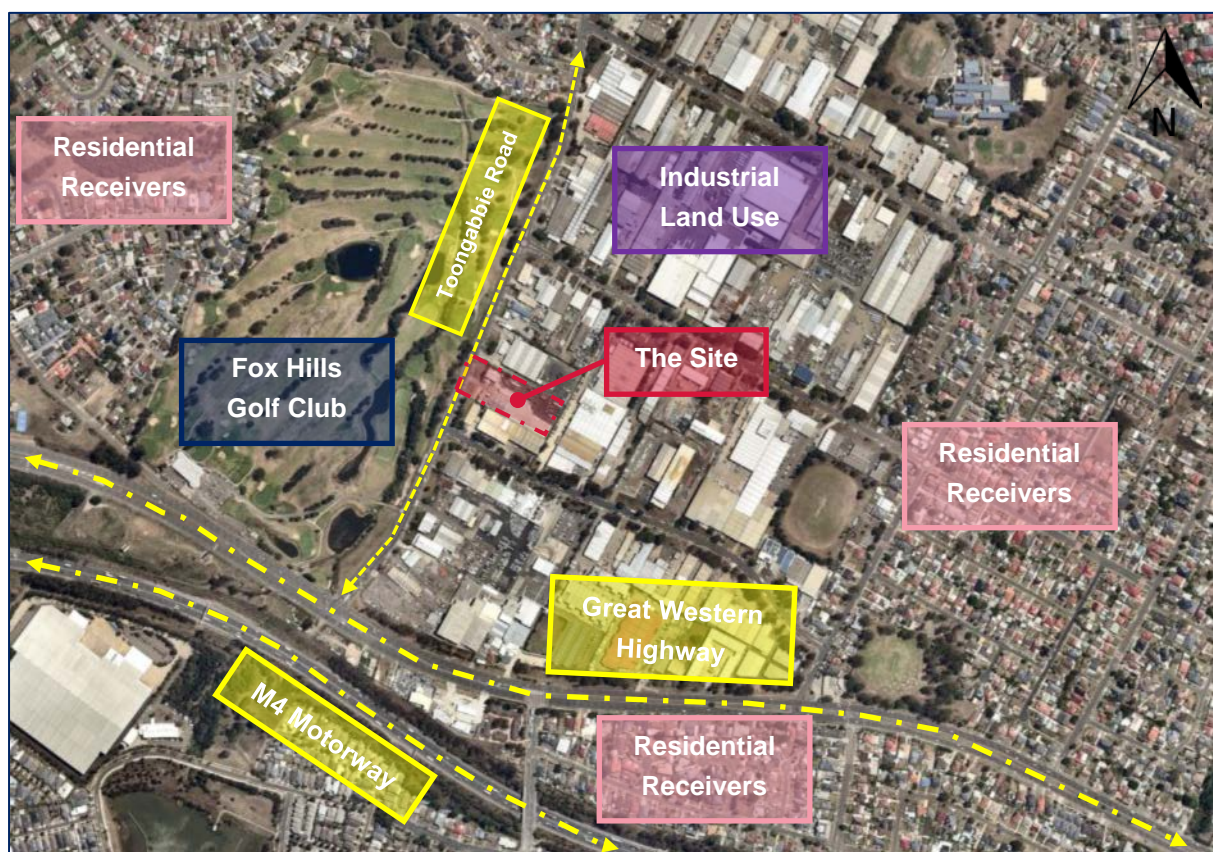 Residential
Receivers
Toongabbie Road
Industrial
Land Use
N
Fox Hills
Golf Club
The Site
Residential
Receivers
Great Western
Highway
M4 Motorway
Residential
Receivers